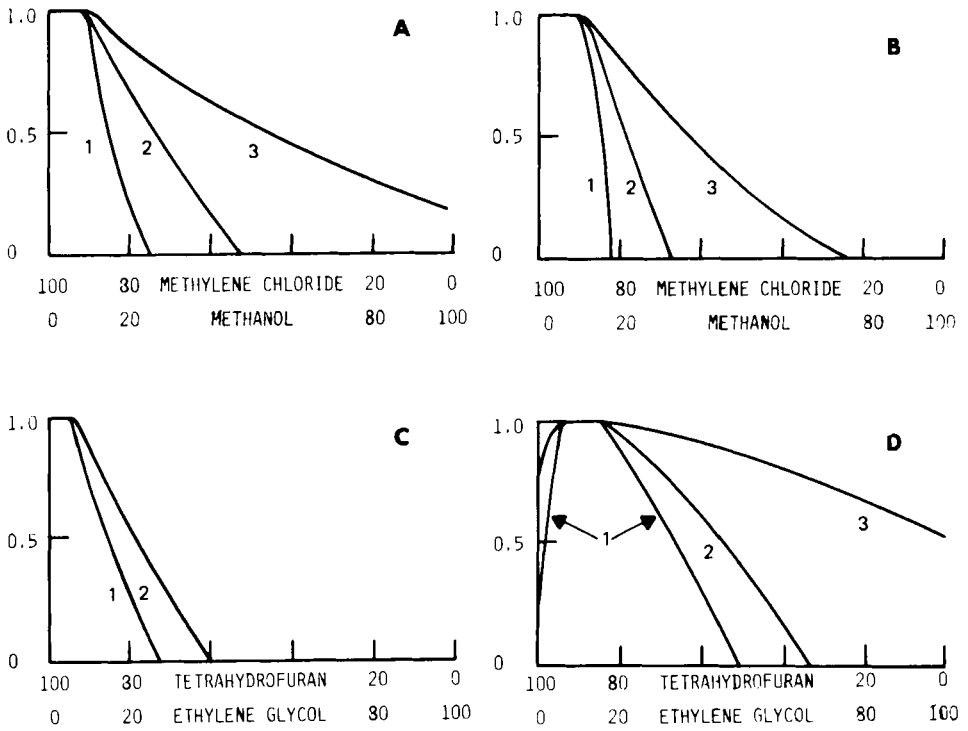 1.0
A
0.5
1
2
3
0
100 80 METHYLENE CHLORIDE 20 0
0 20 METHANOL 80 100
1.0
B
0.5
1
2
3
0
100 80 METHYLENE CHLORIDE 20 0
0 20 METHANOL 80 100
1.0
C
0.5
1
2
0
100 30 TETRAHYDROFURAN 20 0
0 20 ETHYLENE GLYCOL 80 100
1.0
D
0.5
1
2
3
0
100 80 TETRAHYDROFURAN 20 0
0 20 ETHYLENE GLYCOL 80 100